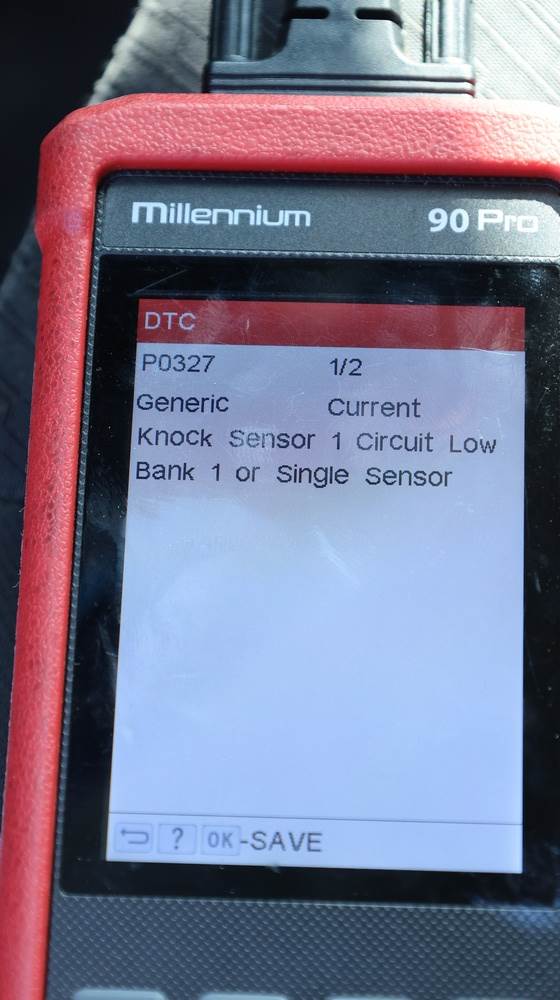 Millennium 90 Pro
DTC
P0327 1/2
Generic Current
Knock Sensor 1 Circuit Low
Bank 1 or Single Sensor
? OK-SAVE